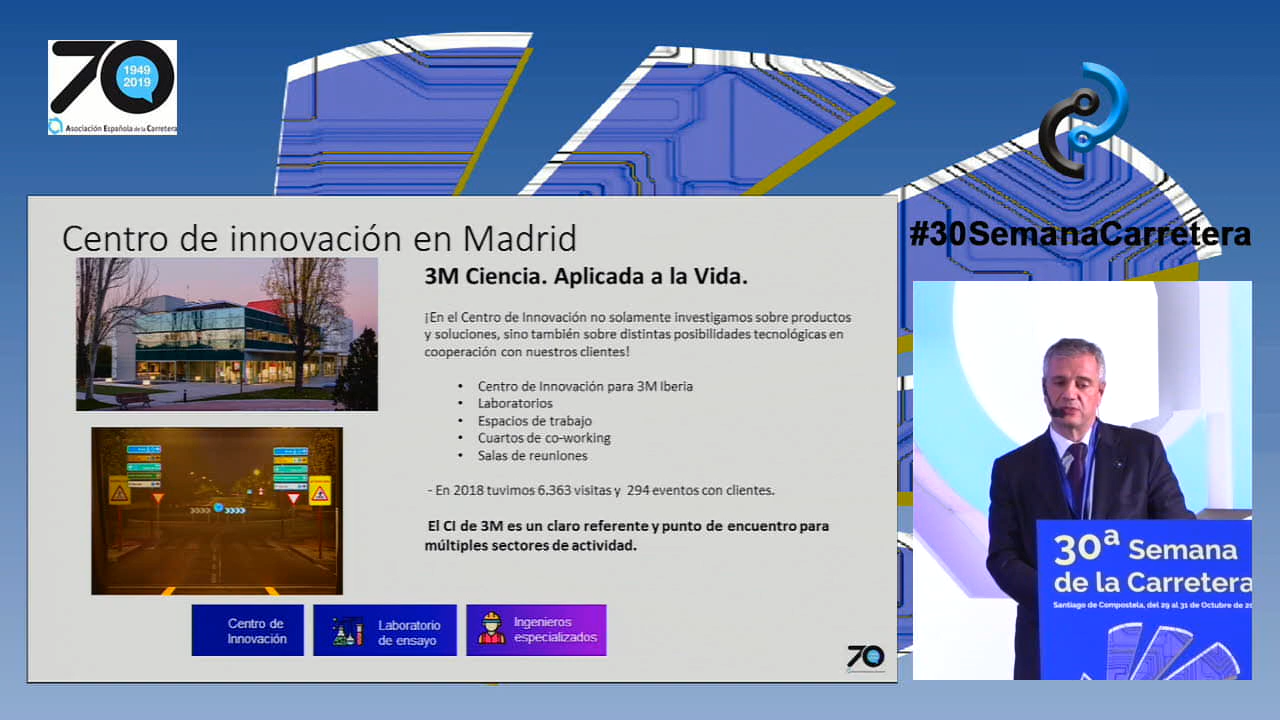 70
1949
2019
Asociación Española de la Carretera
#30SemanaCarretera
Centro de innovación en Madrid
3M Ciencia. Aplicada a la Vida.
¡En el Centro de Innovación no solamente investigamos sobre productos
y soluciones, sino también sobre distintas posibilidades tecnológicas en
cooperación con nuestros clientes!
• Centro de Innovación para 3M Iberia
• Laboratorios
• Espacios de trabajo
• Cuartos de co-working
• Salas de reuniones
- En 2018 tuvimos 6.363 visitas y 294 eventos con clientes.
El CI de 3M es un claro referente y punto de encuentro para
múltiples sectores de actividad.
Centro de
Innovación
Laboratorio
de ensayo
Ingenieros
especializados
70
30ª Semana
de la Carretera
Santiago de Compostela, del 29 al 31 de Octubre de